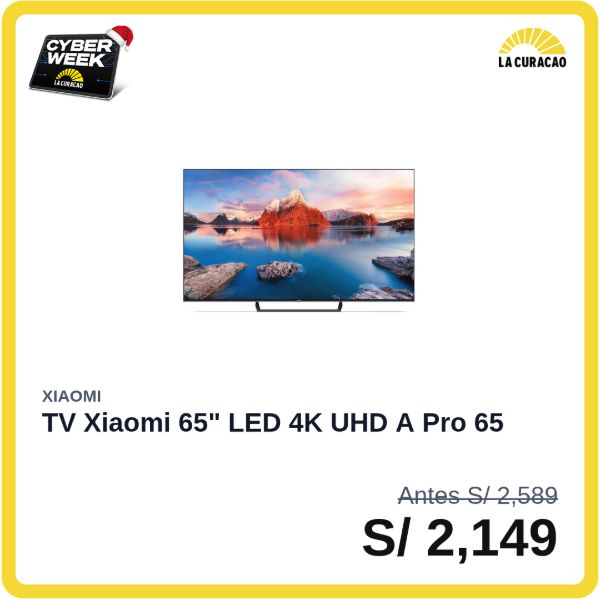 CYBER
WEEK
LA CURACAO
LA CURACAO
XIAOMI
TV Xiaomi 65" LED 4K UHD A Pro 65
Antes S/ 2,589
S/ 2,149